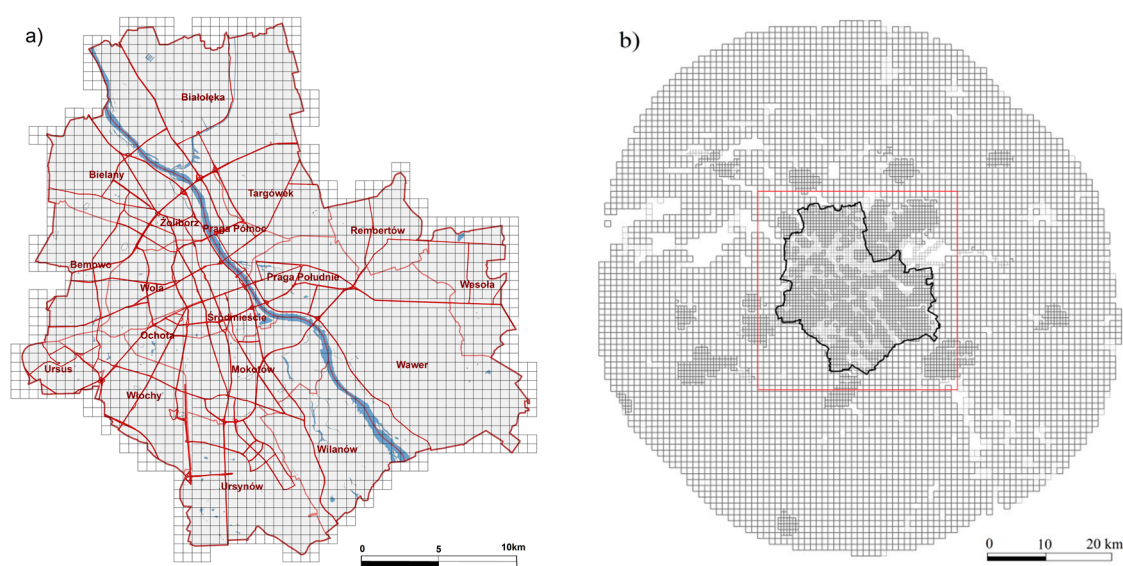 a)
Białołęka
Bielany
Targówek
Żoliborz
Praga Północ
Rembertów
Bemowo
Praga Południe
Wola
Wesoła
Śródmieście
Ochota
Ursus
Mokotów
Wawer
Włochy
Wilanów
Ursynów
0 5 10km
b)
0 10 20 km